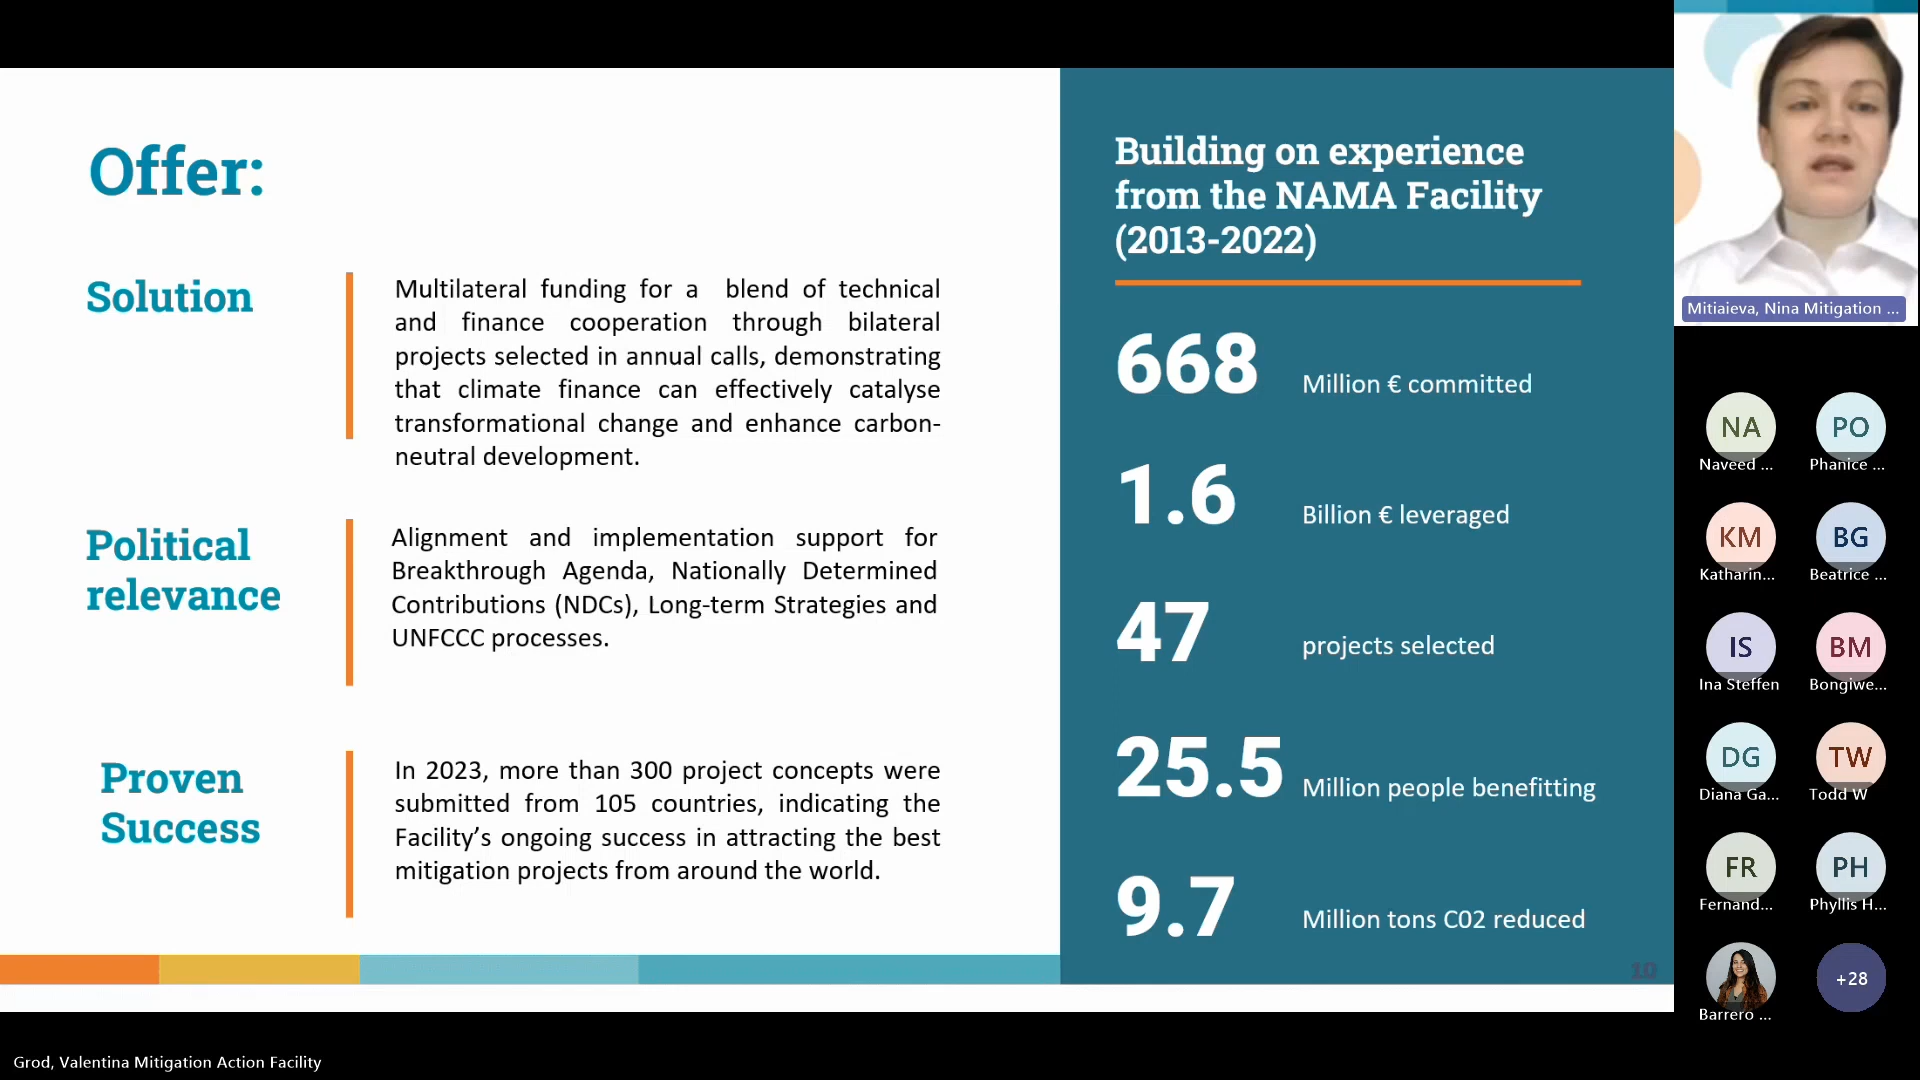 Offer:
Solution
Multilateral funding for a blend of technical
and finance cooperation through bilateral
projects selected in annual calls, demonstrating
that climate finance can effectively catalyse
transformational change and enhance carbon-
neutral development.
Political
relevance
Alignment and implementation support for
Breakthrough Agenda, Nationally Determined
Contributions (NDCs), Long-term Strategies and
UNFCCC processes.
Proven
Success
In 2023, more than 300 project concepts were
submitted from 105 countries, indicating the
Facility’s ongoing success in attracting the best
mitigation projects from around the world.
Building on experience
from the NAMA Facility
(2013-2022)
668 Million € committed
1.6 Billion € leveraged
47 projects selected
25.5 Million people benefitting
9.7 Million tons C02 reduced
10
Mitiaieva, Nina Mitigation ...
NA PO
Naveed ... Phanice ...
KM BG
Katharin... Beatrice ...
IS BM
Ina Steffen Bongiwe...
DG TW
Diana Ga... Todd W
FR PH
Fernand... Phyllis H...
+28
Barrero ...
Grod, Valentina Mitigation Action Facility